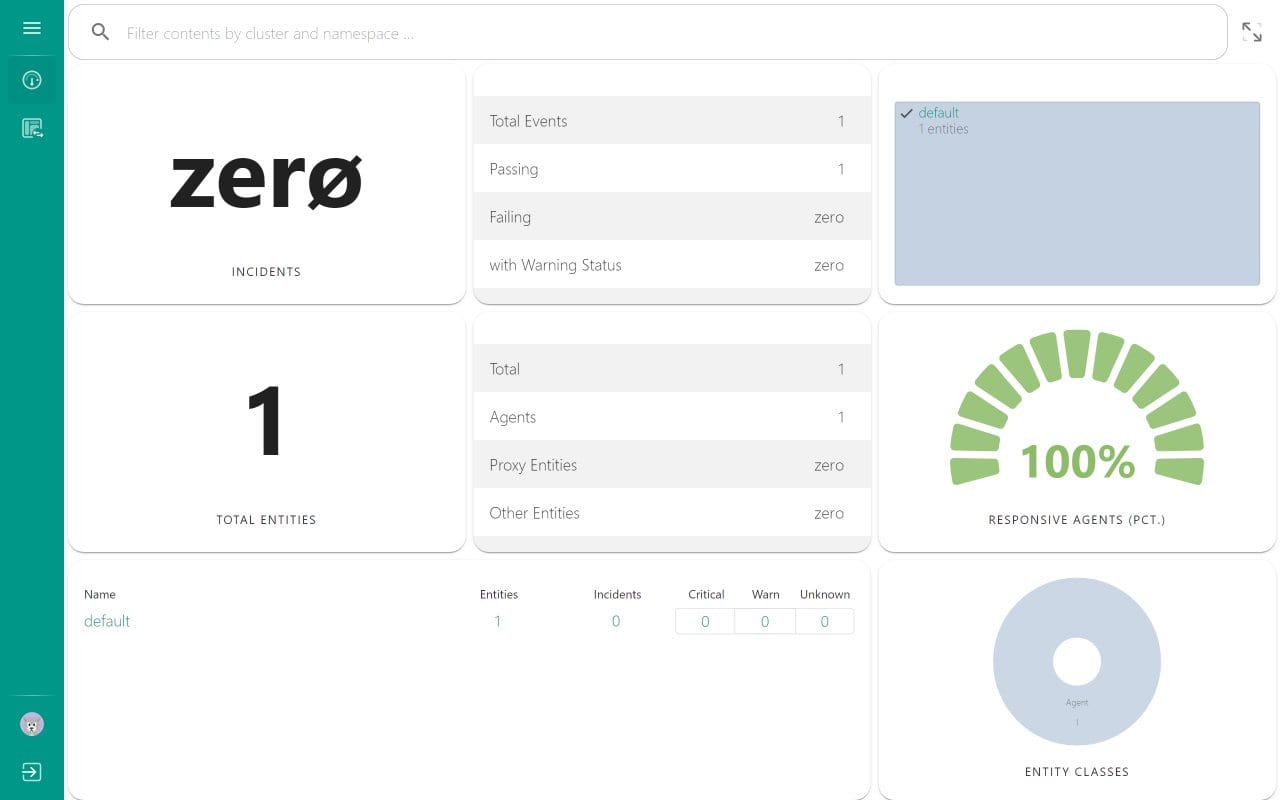 Filter contents by cluster and namespace ...
zerø
INCIDENTS
Total Events 1
Passing 1
Failing zero
with Warning Status zero
default
1 entities
1
TOTAL ENTITIES
Total 1
Agents 1
Proxy Entities zero
Other Entities zero
100%
RESPONSIVE AGENTS (PCT.)
Name Entities Incidents Critical Warn Unknown
default 1 0 0 0 0
Agent
1
ENTITY CLASSES